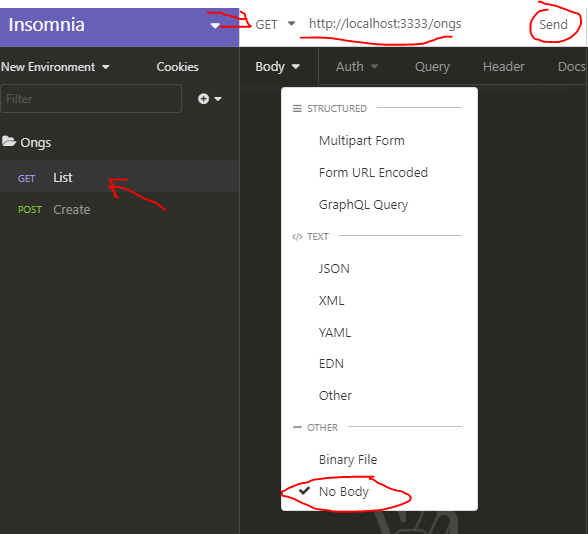 Insomnia
GET http://localhost:3333/ongs Send
New Environment Cookies
Body Auth Query Header Docs
Filter
Ongs
GET List
POST Create
STRUCTURED
Multipart Form
Form URL Encoded
GraphQL Query
TEXT
JSON
XML
YAML
EDN
Other
OTHER
Binary File
No Body